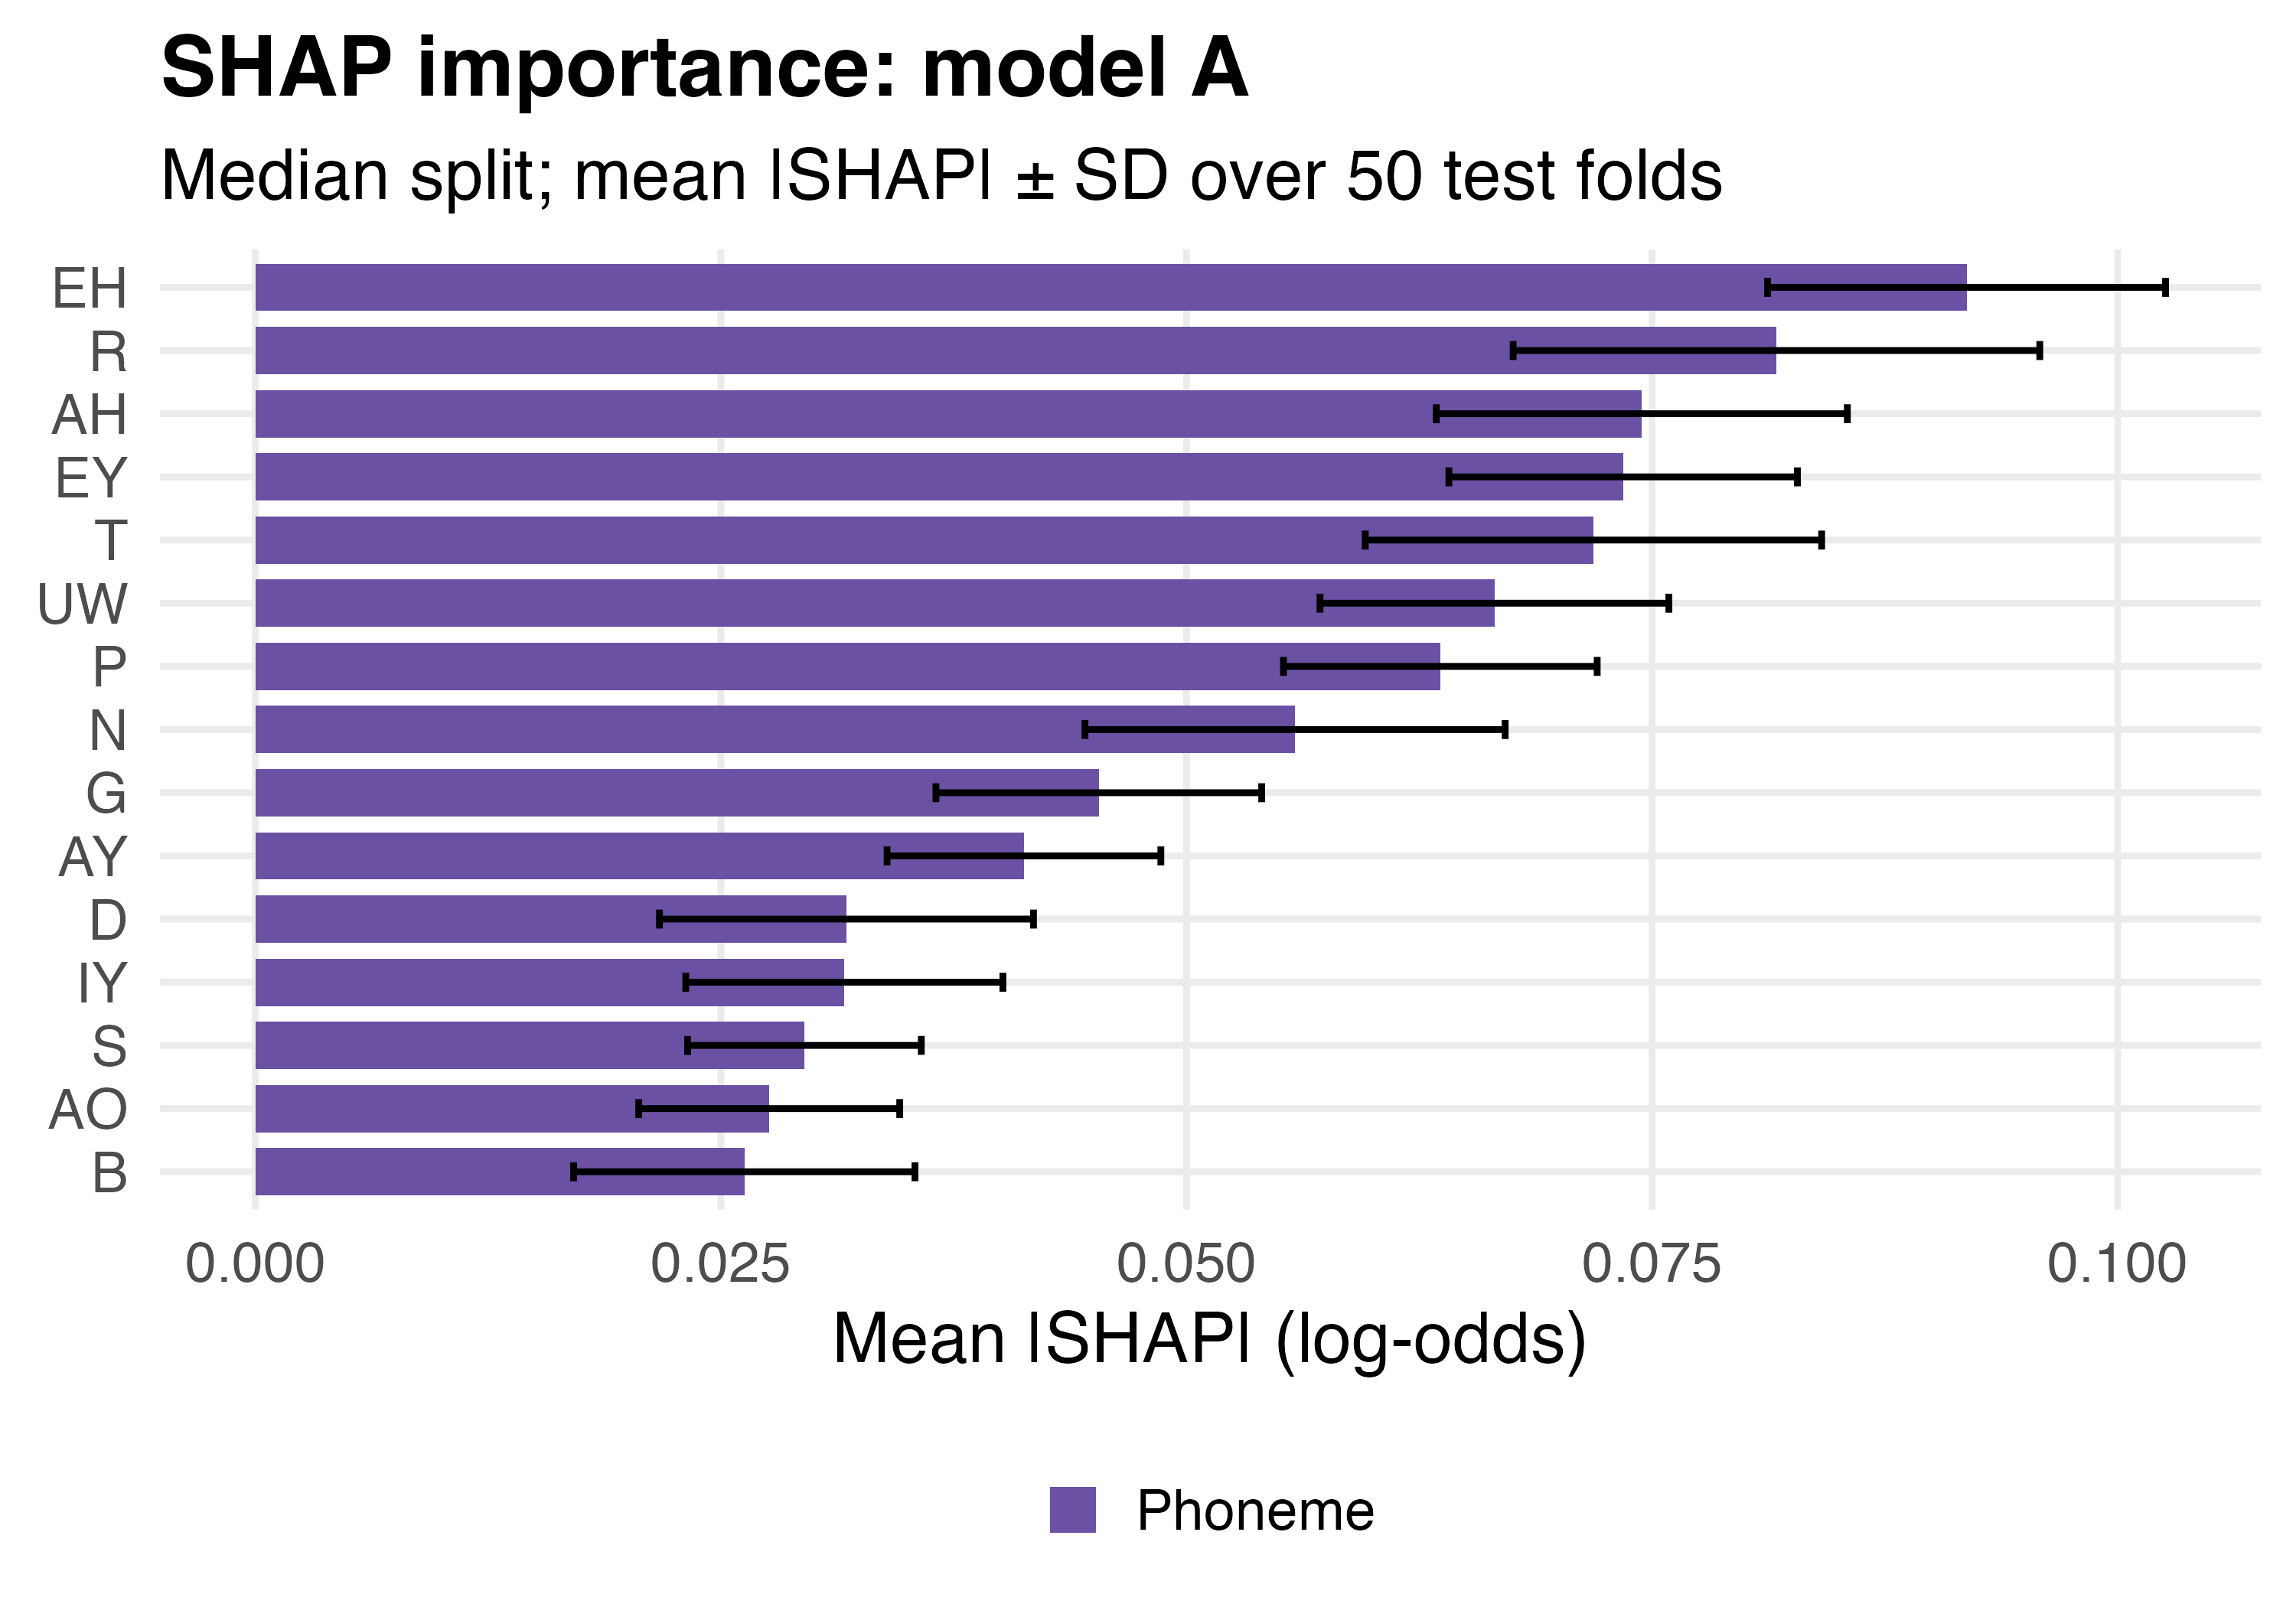 SHAP importance: model A
Median split; mean |SHAP| ± SD over 50 test folds
EH
R
AH
EY
T
UW
P
N
G
AY
D
IY
S
AO
B
0.000 0.025 0.050 0.075 0.100
Mean |SHAP| (log-odds)
Phoneme